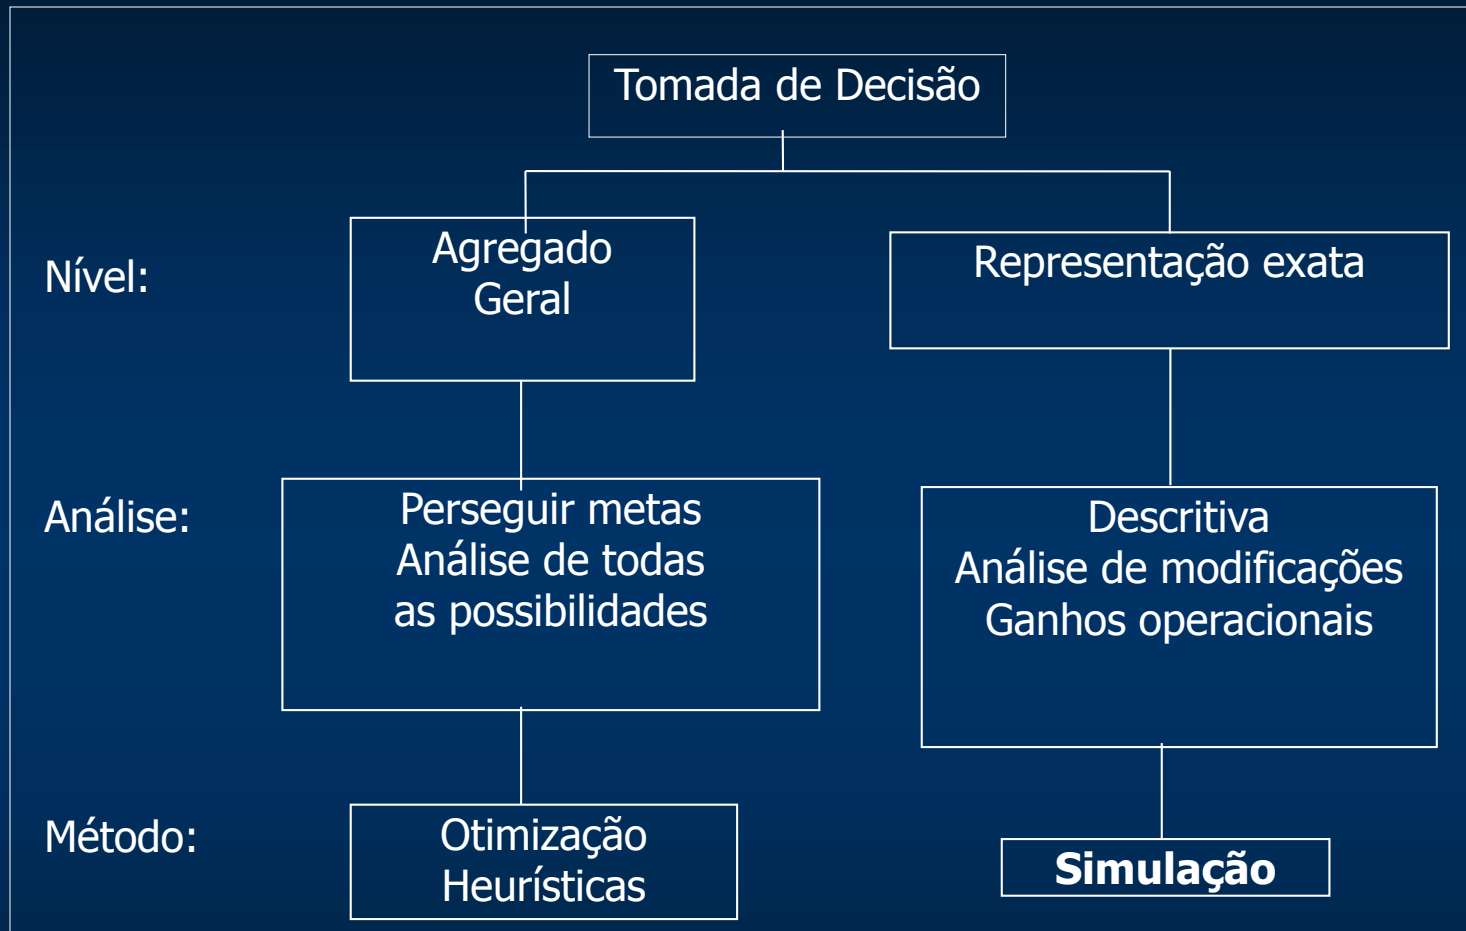 Tomada de Decisão
Nível:
Agregado
Geral
Representação exata
Análise:
Perseguir metas
Análise de todas
as possibilidades
Descritiva
Análise de modificações
Ganhos operacionais
Método:
Otimização
Heurísticas
Simulação